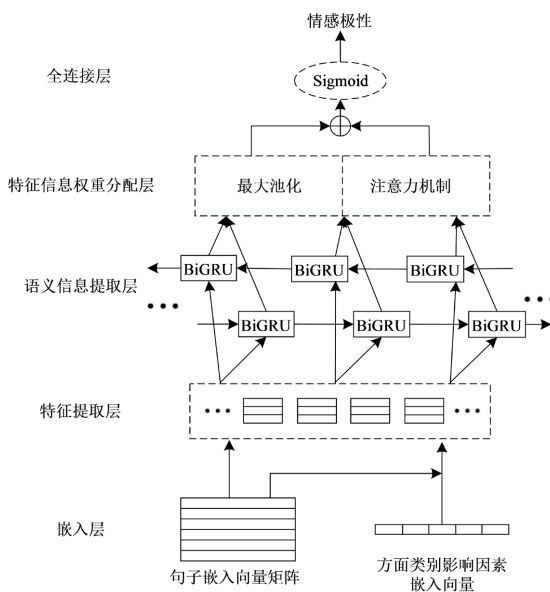 情感极性
全连接层
Sigmoid
特征信息权重分配层
最大池化
注意力机制
BiGRU
BiGRU
BiGRU
语义信息提取层
BiGRU
BiGRU
BiGRU
特征提取层
嵌入层
句子嵌入向量矩阵
方面类别影响因素
嵌入向量